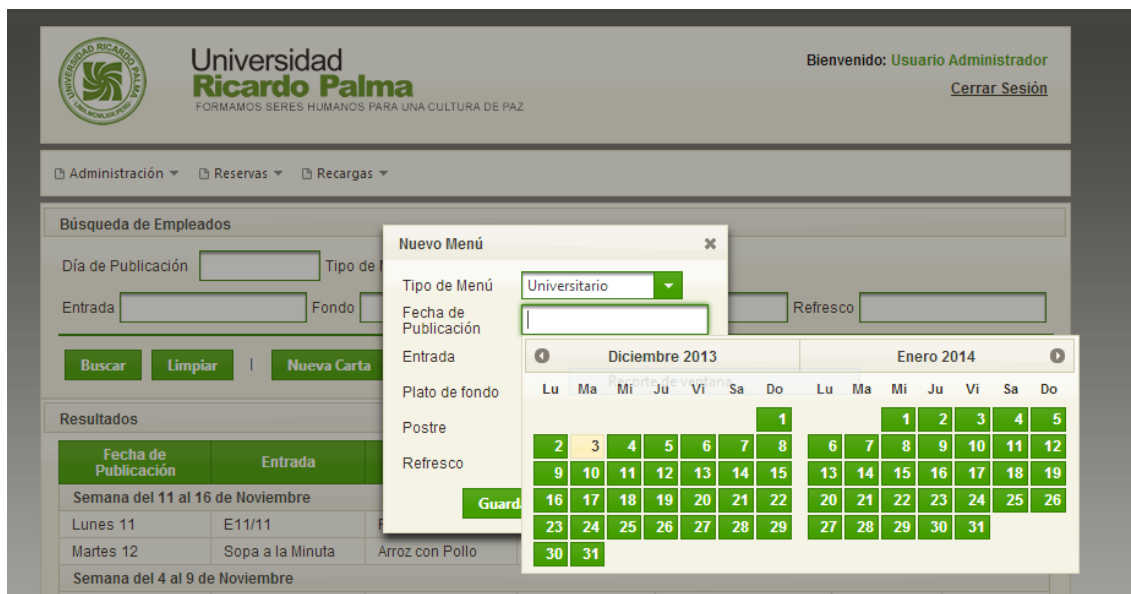 UNIVERSIDAD RICARDO PALMA
LIMA MCMLXIX PERÚ
Universidad
Ricardo Palma
FORMAMOS SERES HUMANOS PARA UNA CULTURA DE PAZ
Bienvenido: Usuario Administrador
Cerrar Sesión
Administración Reservas Recargas
Búsqueda de Empleados
Día de Publicación Tipo de
Entrada Fondo Refresco
Buscar Limpiar | Nueva Carta
Resultados
Fecha de Publicación Entrada
Semana del 11 al 16 de Noviembre
Lunes 11 E11/11
Martes 12 Sopa a la Minuta Arroz con Pollo
Semana del 4 al 9 de Noviembre
Nuevo Menú
Tipo de Menú Universitario
Fecha de
Publicación
Entrada
Plato de fondo
Postre
Refresco
Guard
Diciembre 2013 Enero 2014
Recorte de ventana
Lu Ma Mi Ju Vi Sa Do Lu Ma Mi Ju Vi Sa Do
1 1 2 3 4 5
2 3 4 5 6 7 8 6 7 8 9 10 11 12
9 10 11 12 13 14 15 13 14 15 16 17 18 19
16 17 18 19 20 21 22 20 21 22 23 24 25 26
23 24 25 26 27 28 29 27 28 29 30 31
30 31